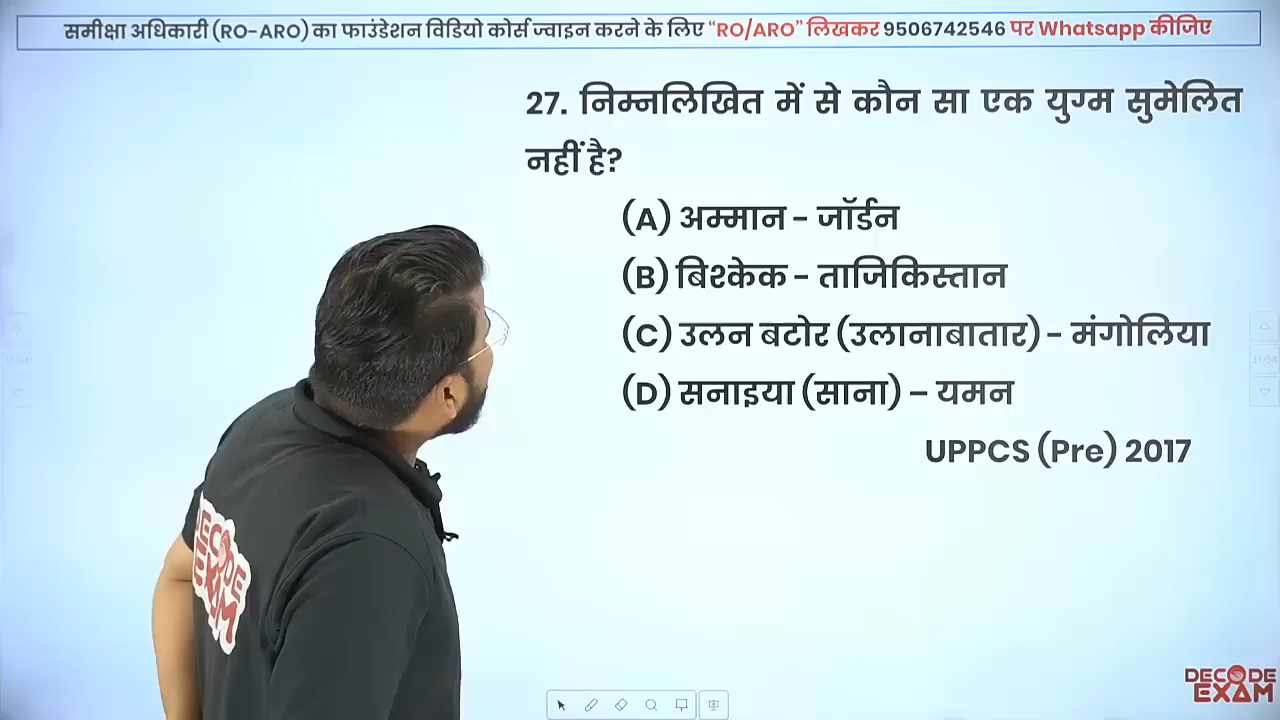 समीक्षा अधिकारी (RO-ARO) का फाउंडेशन विडियो कोर्स ज्वाइन करने के लिए “RO/ARO” लिखकर 9506742546 पर Whatsapp कीजिए
27. निम्नलिखित में से कौन सा एक युग्म सुमेलित
नहीं है?
(A) अम्मान - जॉर्डन
(B) बिश्केक - ताजिकिस्तान
(C) उलन बटोर (उलानाबातार) - मंगोलिया
(D) सनाइया (साना) – यमन
UPPCS (Pre) 2017
DECODE
EXAM
DECODE
EXAM